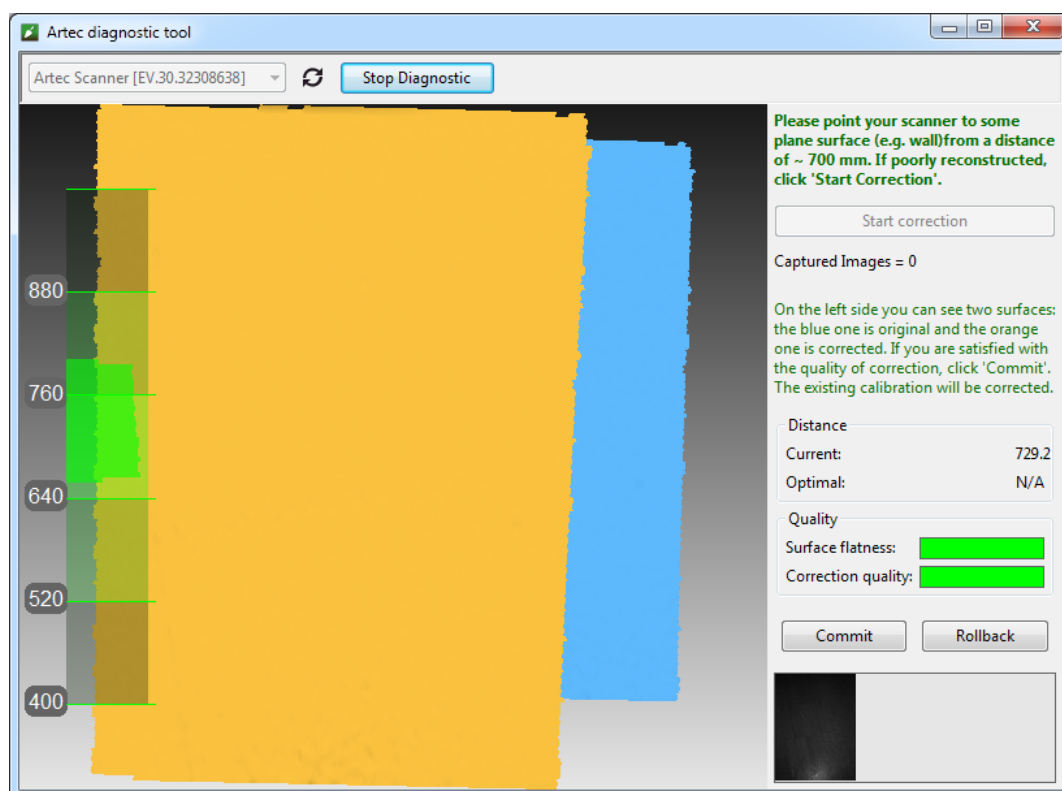 Artec diagnostic tool
Artec Scanner [EV.30.32308638]
Stop Diagnostic
880
760
640
520
400
Please point your scanner to some
plane surface (e.g. wall)from a distance
of ~ 700 mm. If poorly reconstructed,
click 'Start Correction'.
Start correction
Captured Images = 0
On the left side you can see two surfaces:
the blue one is original and the orange
one is corrected. If you are satisfied with
the quality of correction, click 'Commit'.
The existing calibration will be corrected.
Distance
Current: 729.2
Optimal: N/A
Quality
Surface flatness:
Correction quality:
Commit Rollback